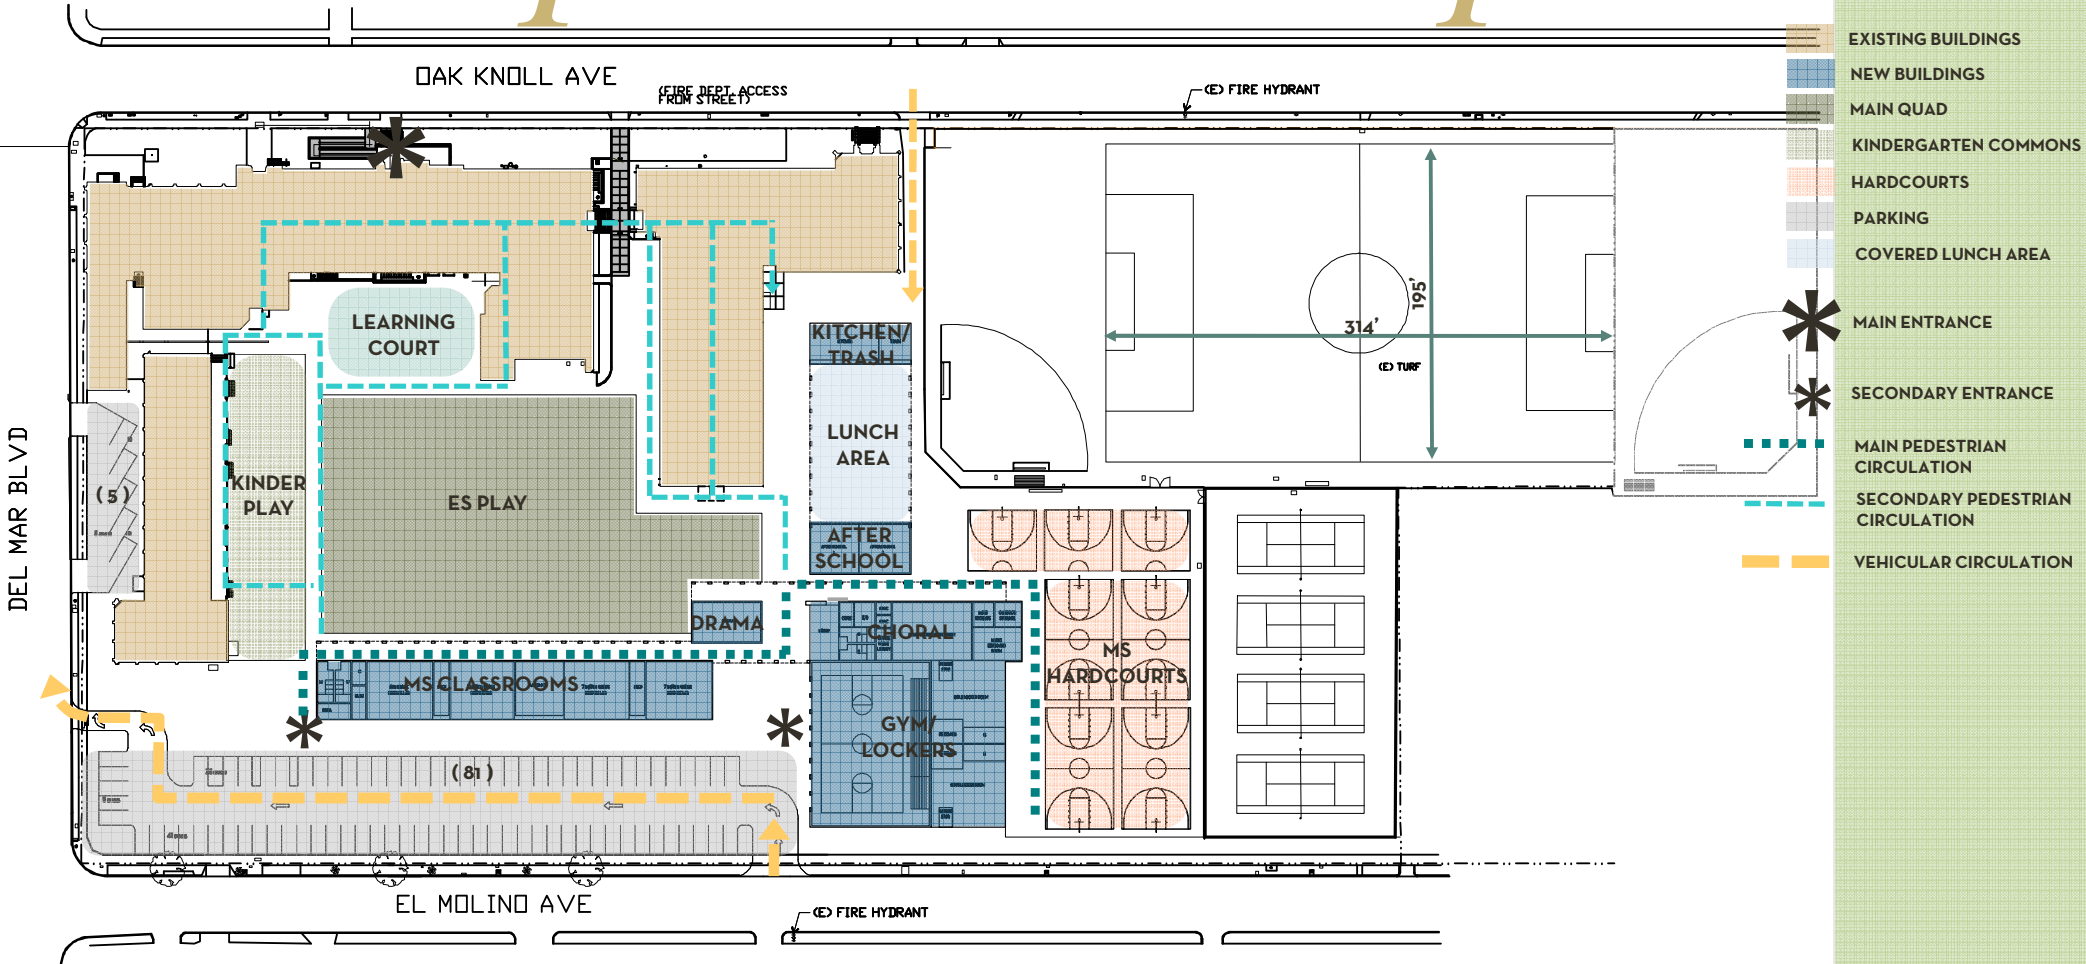 OAK KNOLL AVE
(FIRE DEPT. ACCESS
FROM STREET)
(E) FIRE HYDRANT
EXISTING BUILDINGS
NEW BUILDINGS
MAIN QUAD
KINDERGARTEN COMMONS
HARDCOURTS
PARKING
COVERED LUNCH AREA
MAIN ENTRANCE
SECONDARY ENTRANCE
MAIN PEDESTRIAN
CIRCULATION
SECONDARY PEDESTRIAN
CIRCULATION
VEHICULAR CIRCULATION
LEARNING
COURT
KITCHEN/
TRASH
LUNCH
AREA
AFTER
SCHOOL
195'
314'
(E) TURF
DEL MAR BLVD
(5)
KINDER
PLAY
ES PLAY
DRAMA
CHORAL
MS CLASSROOMS
GYM/
LOCKERS
MS
HARDCOURTS
(81)
EL MOLINO AVE
(E) FIRE HYDRANT